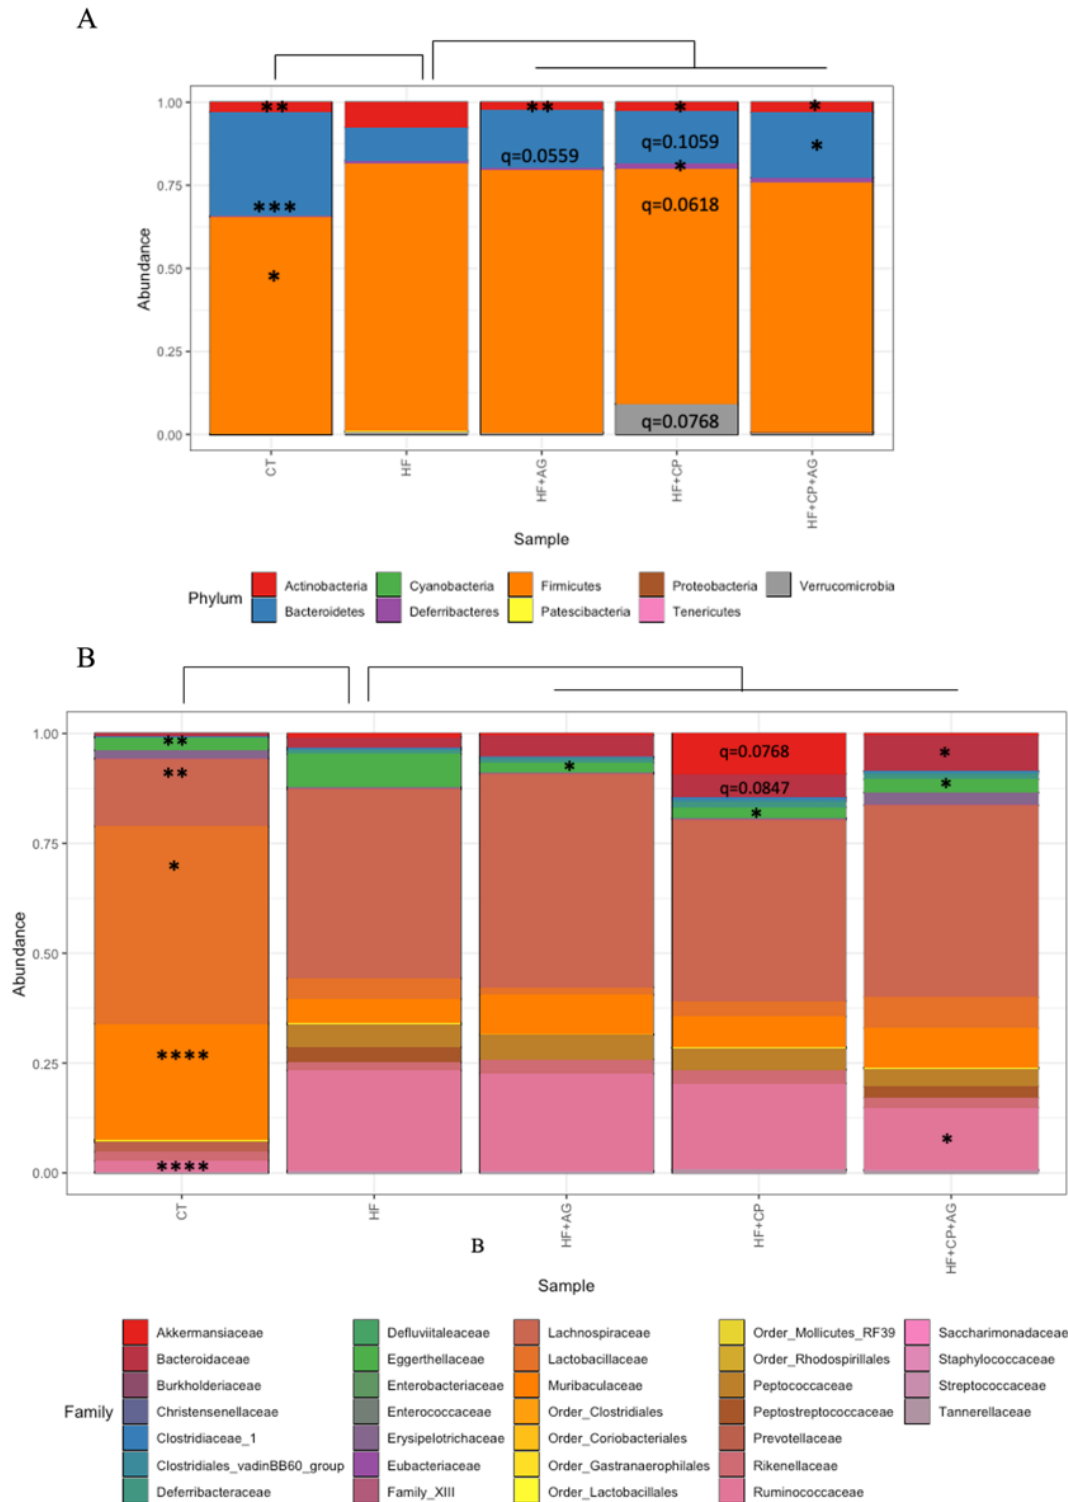 A
1.00
0.75
0.50
0.25
0.00
Abundance
** ** * *
q=0.0559 q=0.1059 *
*
*** q=0.0618
*
q=0.0768
CT HF HF+AG HF+CP HF+CP+AG
Sample
Phylum
Actinobacteria Cyanobacteria Firmicutes Proteobacteria Verrucomicrobia
Bacteroidetes Deferribacteres Patescibacteria Tenericutes
B
1.00
0.75
0.50
0.25
0.00
Abundance
** q=0.0768 *
** * q=0.0847 *
* *
****
**** *
CT HF HF+AG HF+CP HF+CP+AG
B
Sample
Family
Akkermansiaceae Defluviitaleaceae Lachnospiraceae Order_Mollicutes_RF39 Saccharimonadaceae
Bacteroidaceae Eggerthellaceae Lactobacillaceae Order_Rhodospirillales Staphylococcaceae
Burkholderiaceae Enterobacteriaceae Muribaculaceae Peptococcaceae Streptococcaceae
Christensenellaceae Enterococcaceae Order_Clostridiales Peptostreptococcaceae Tannerellaceae
Clostridiaceae_1 Erysipelotrichaceae Order_Coriobacteriales Prevotellaceae
Clostridiales_vadinBB60_group Eubacteriaceae Order_Gastranaerophilales Rikenellaceae
Deferribacteraceae Family_XIII Order_Lactobacillales Ruminococcaceae